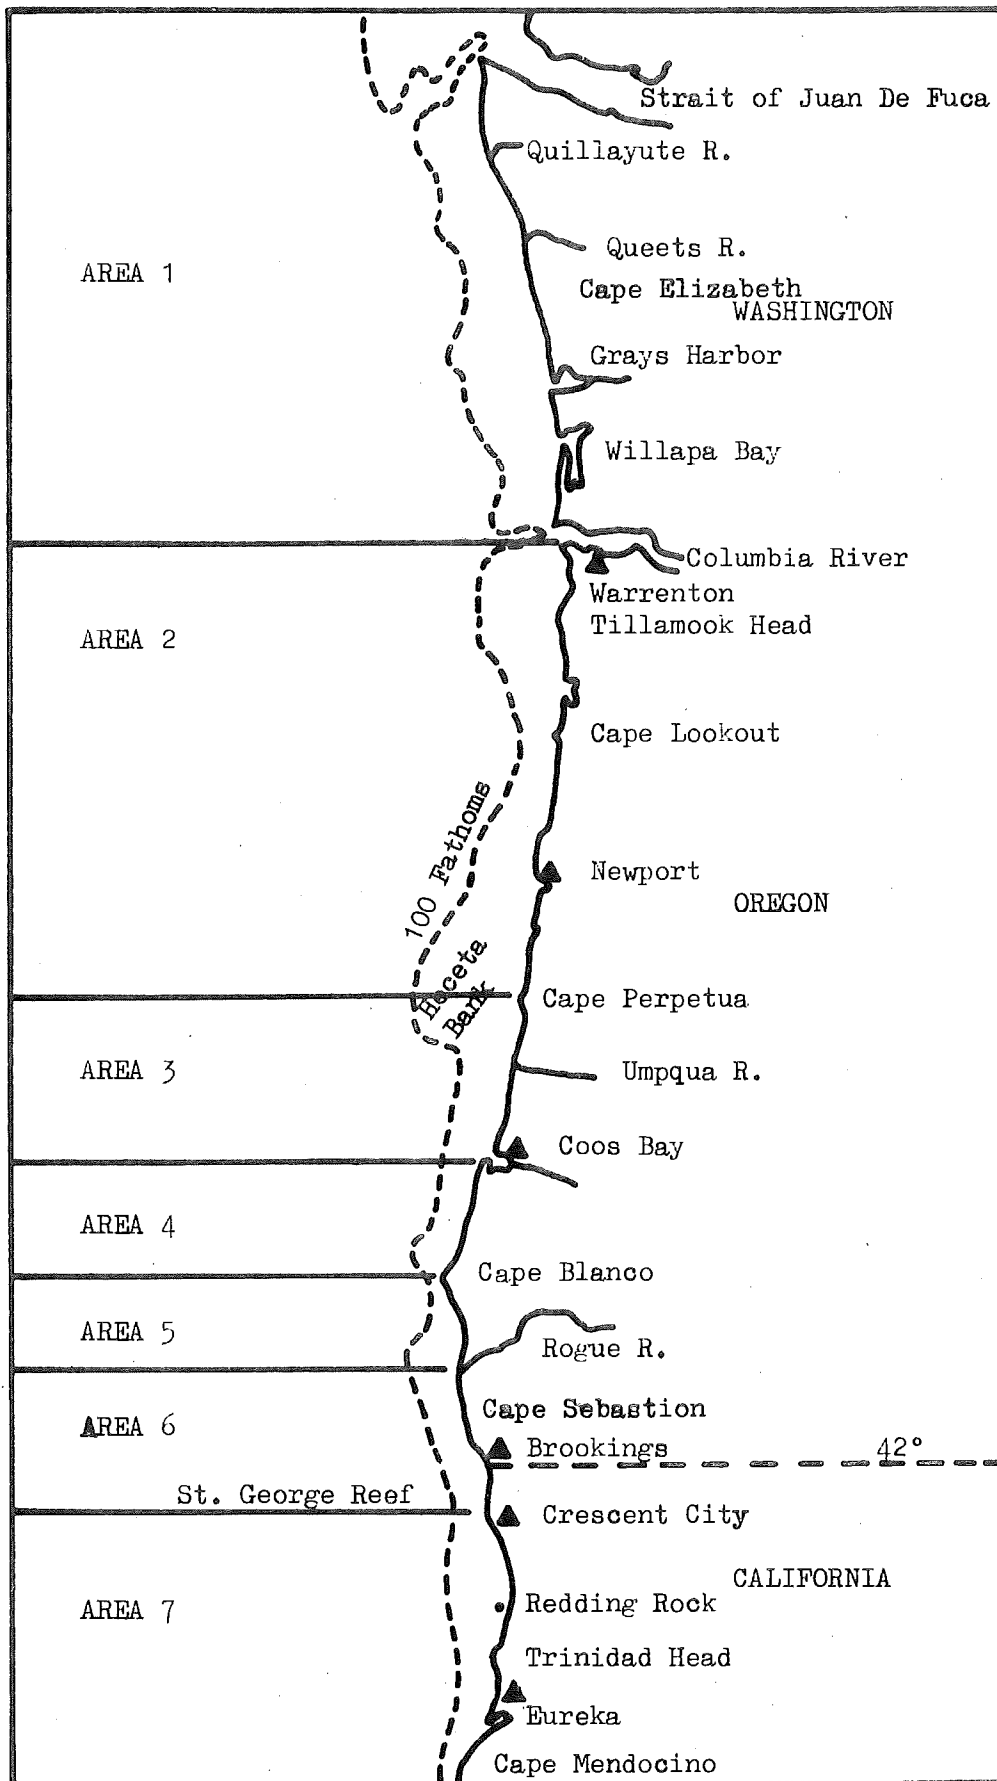 Strait of Juan De Fuca
Quillayute R.
Queets R.
AREA 1
Cape Elizabeth
WASHINGTON
Grays Harbor
Willapa Bay
Columbia River
Warrenton
Tillamook Head
AREA 2
Cape Lookout
100 Fathoms
Newport
OREGON
Heceta
Bank
Cape Perpetua
AREA 3
Umpqua R.
Coos Bay
AREA 4
Cape Blanco
AREA 5
Rogue R.
Cape Sebastion
AREA 6
Brookings
42°
St. George Reef
Crescent City
CALIFORNIA
AREA 7
Redding Rock
Trinidad Head
Eureka
Cape Mendocino